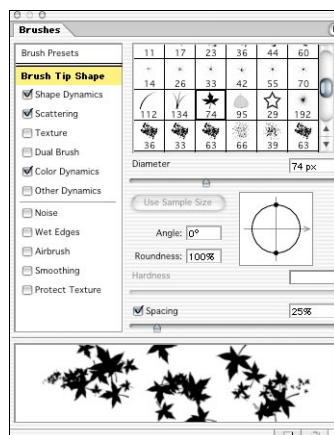 Brushes
Brush Presets
Brush Tip Shape
Shape Dynamics
Scattering
Texture
Dual Brush
Color Dynamics
Other Dynamics
Noise
Wet Edges
Airbrush
Smoothing
Protect Texture
11 17 23 36 44 60
14 26 33 42 55 70
112 134 74 95 29 192
36 33 63 66 39 63
Diameter 74 px
Use Sample Size
Angle: 0°
Roundness: 100%
Hardness
Spacing 25%